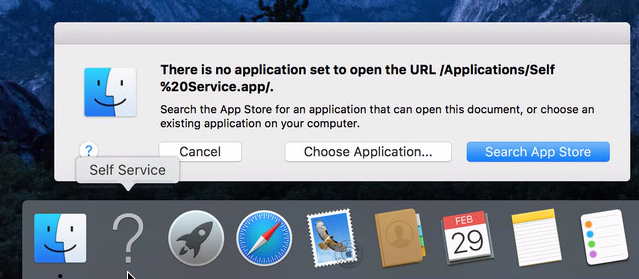 There is no application set to open the URL /Applications/Self
%20Service.app/.
Search the App Store for an application that can open this document, or choose an
existing application on your computer.
?
Cancel
Choose Application...
Search App Store
Self Service
?
FEB
29